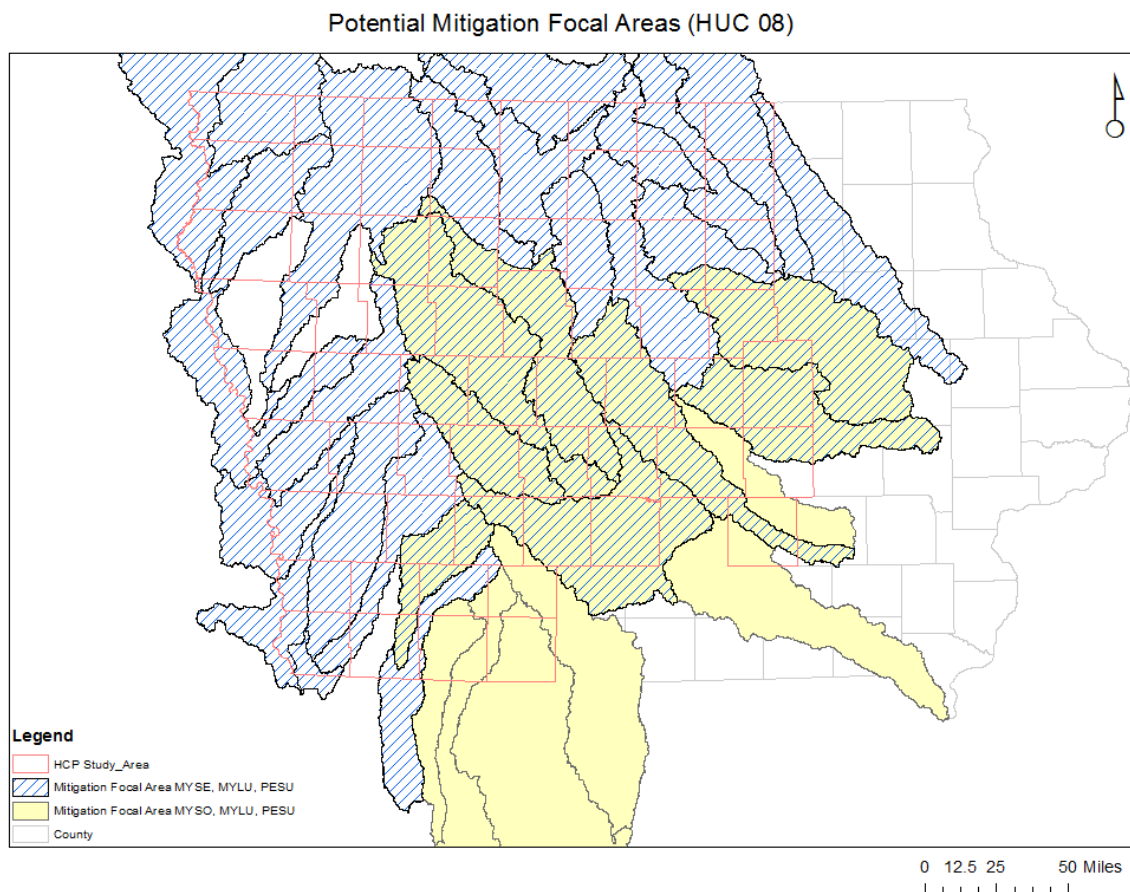 Potential Mitigation Focal Areas (HUC 08)
Legend
HCP Study_Area
Mitigation Focal Area MYSE, MYLU, PESU
Mitigation Focal Area MYSO, MYLU, PESU
County
0 12.5 25 50 Miles